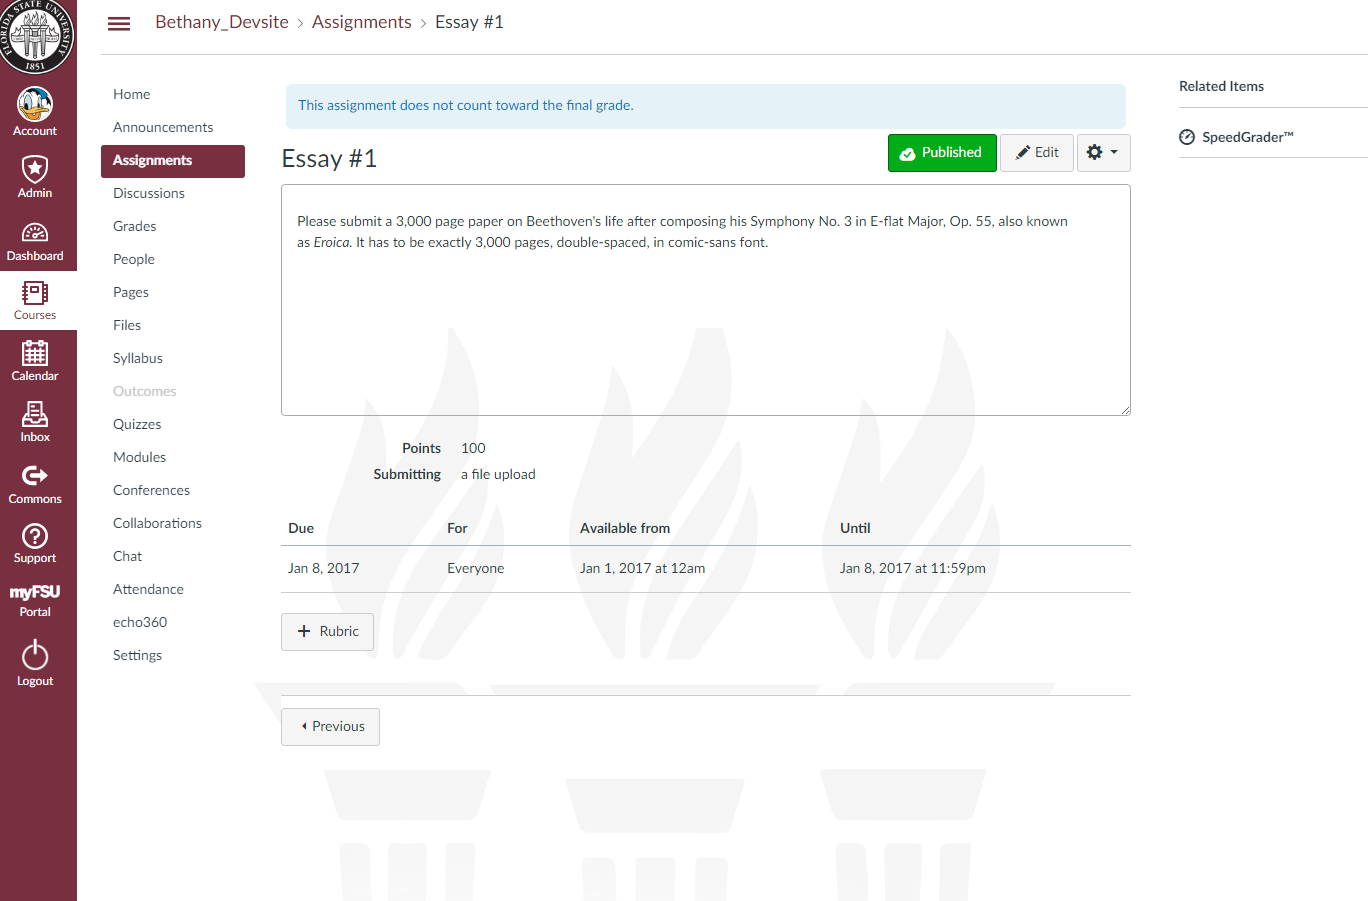 FLORIDA STATE UNIVERSITY
1851
Account
Admin
Dashboard
Courses
Calendar
Inbox
Commons
Support
myFSU
Portal
Logout
Bethany_Devsite › Assignments › Essay #1
Home
Announcements
Assignments
Discussions
Grades
People
Pages
Files
Syllabus
Outcomes
Quizzes
Modules
Conferences
Collaborations
Chat
Attendance
echo360
Settings
This assignment does not count toward the final grade.
Essay #1
Published
Edit
Please submit a 3,000 page paper on Beethoven's life after composing his Symphony No. 3 in E-flat Major, Op. 55, also known
as Eroica. It has to be exactly 3,000 pages, double-spaced, in comic-sans font.
Points 100
Submitting a file upload
Due For Available from Until
Jan 8, 2017 Everyone Jan 1, 2017 at 12am Jan 8, 2017 at 11:59pm
+ Rubric
Previous
Related Items
SpeedGrader™